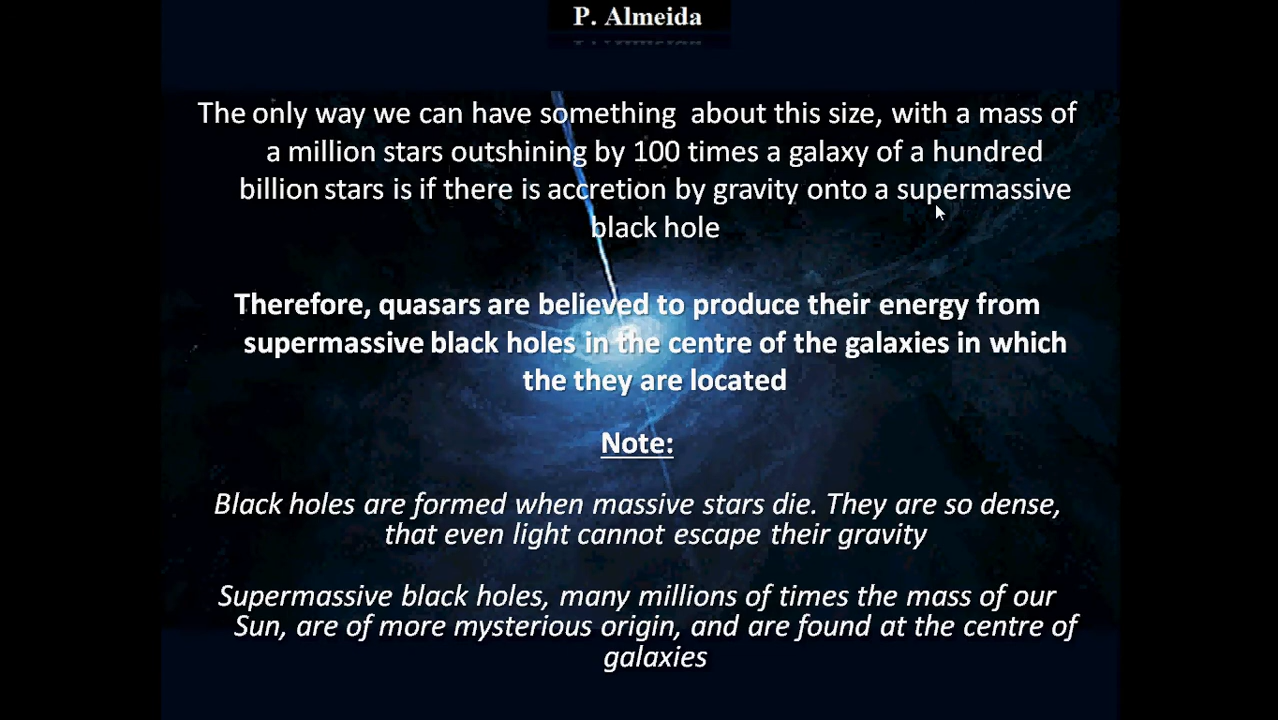 P. Almeida
The only way we can have something about this size, with a mass of
a million stars outshining by 100 times a galaxy of a hundred
billion stars is if there is accretion by gravity onto a supermassive
black hole
Therefore, quasars are believed to produce their energy from
supermassive black holes in the centre of the galaxies in which
the they are located
Note:
Black holes are formed when massive stars die. They are so dense,
that even light cannot escape their gravity
Supermassive black holes, many millions of times the mass of our
Sun, are of more mysterious origin, and are found at the centre of
galaxies